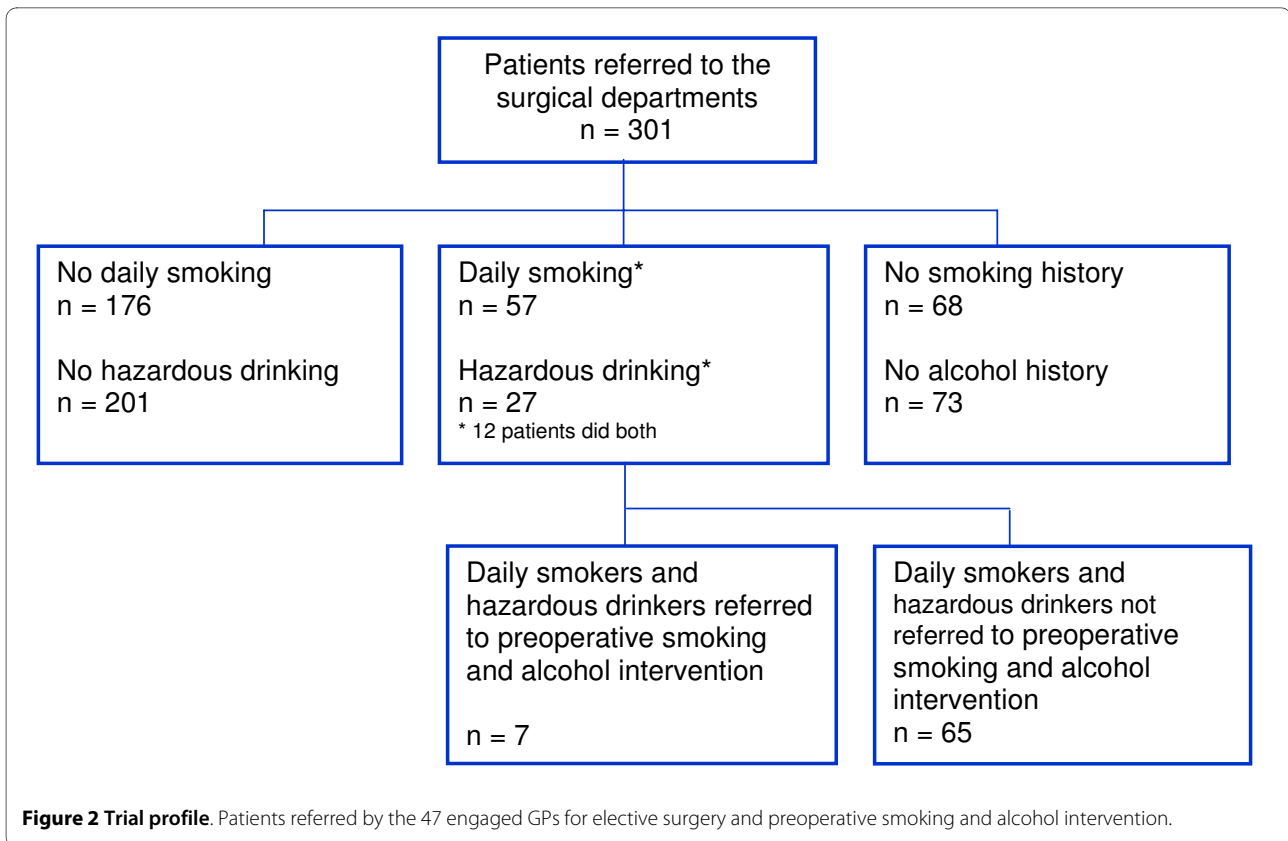 Patients referred to the
surgical departments
n = 301
No daily smoking
n = 176
No hazardous drinking
n = 201
Daily smoking*
n = 57
Hazardous drinking*
n = 27
* 12 patients did both
No smoking history
n = 68
No alcohol history
n = 73
Daily smokers and
hazardous drinkers referred
to preoperative smoking
and alcohol intervention
n = 7
Daily smokers and
hazardous drinkers not
referred to preoperative
smoking and alcohol
intervention
n = 65
Figure 2 Trial profile. Patients referred by the 47 engaged GPs for elective surgery and preoperative smoking and alcohol intervention.